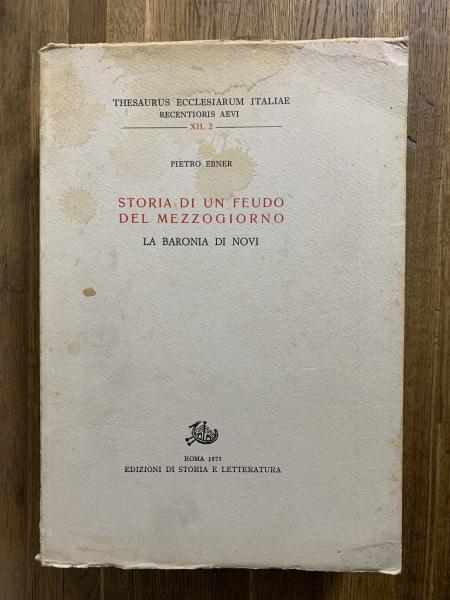 THESAURUS ECCLESIARUM ITALIAE
RECENTIORIS AEVI
XII, 2
PIETRO EBNER
STORIA DI UN FEUDO
DEL MEZZOGIORNO
LA BARONIA DI NOVI
ROMA 1973
EDIZIONI DI STORIA E LETTERATURA